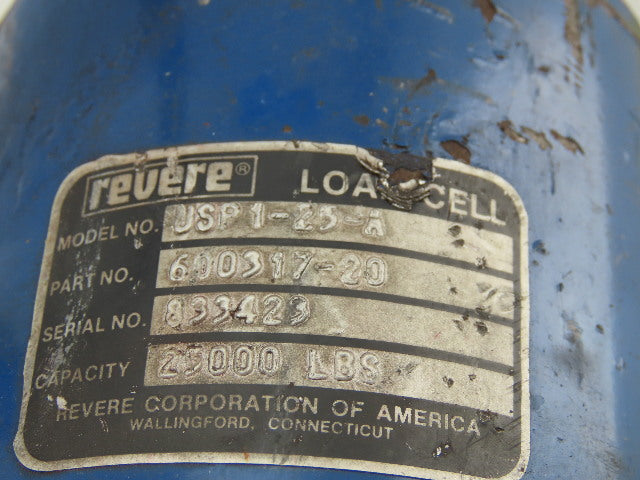 revere® LOAD CELL
MODEL NO. USP1-25-A
PART NO. 600317-20
SERIAL NO. 833423
CAPACITY 25000 LBS
REVERE CORPORATION OF AMERICA
WALLINGFORD, CONNECTICUT